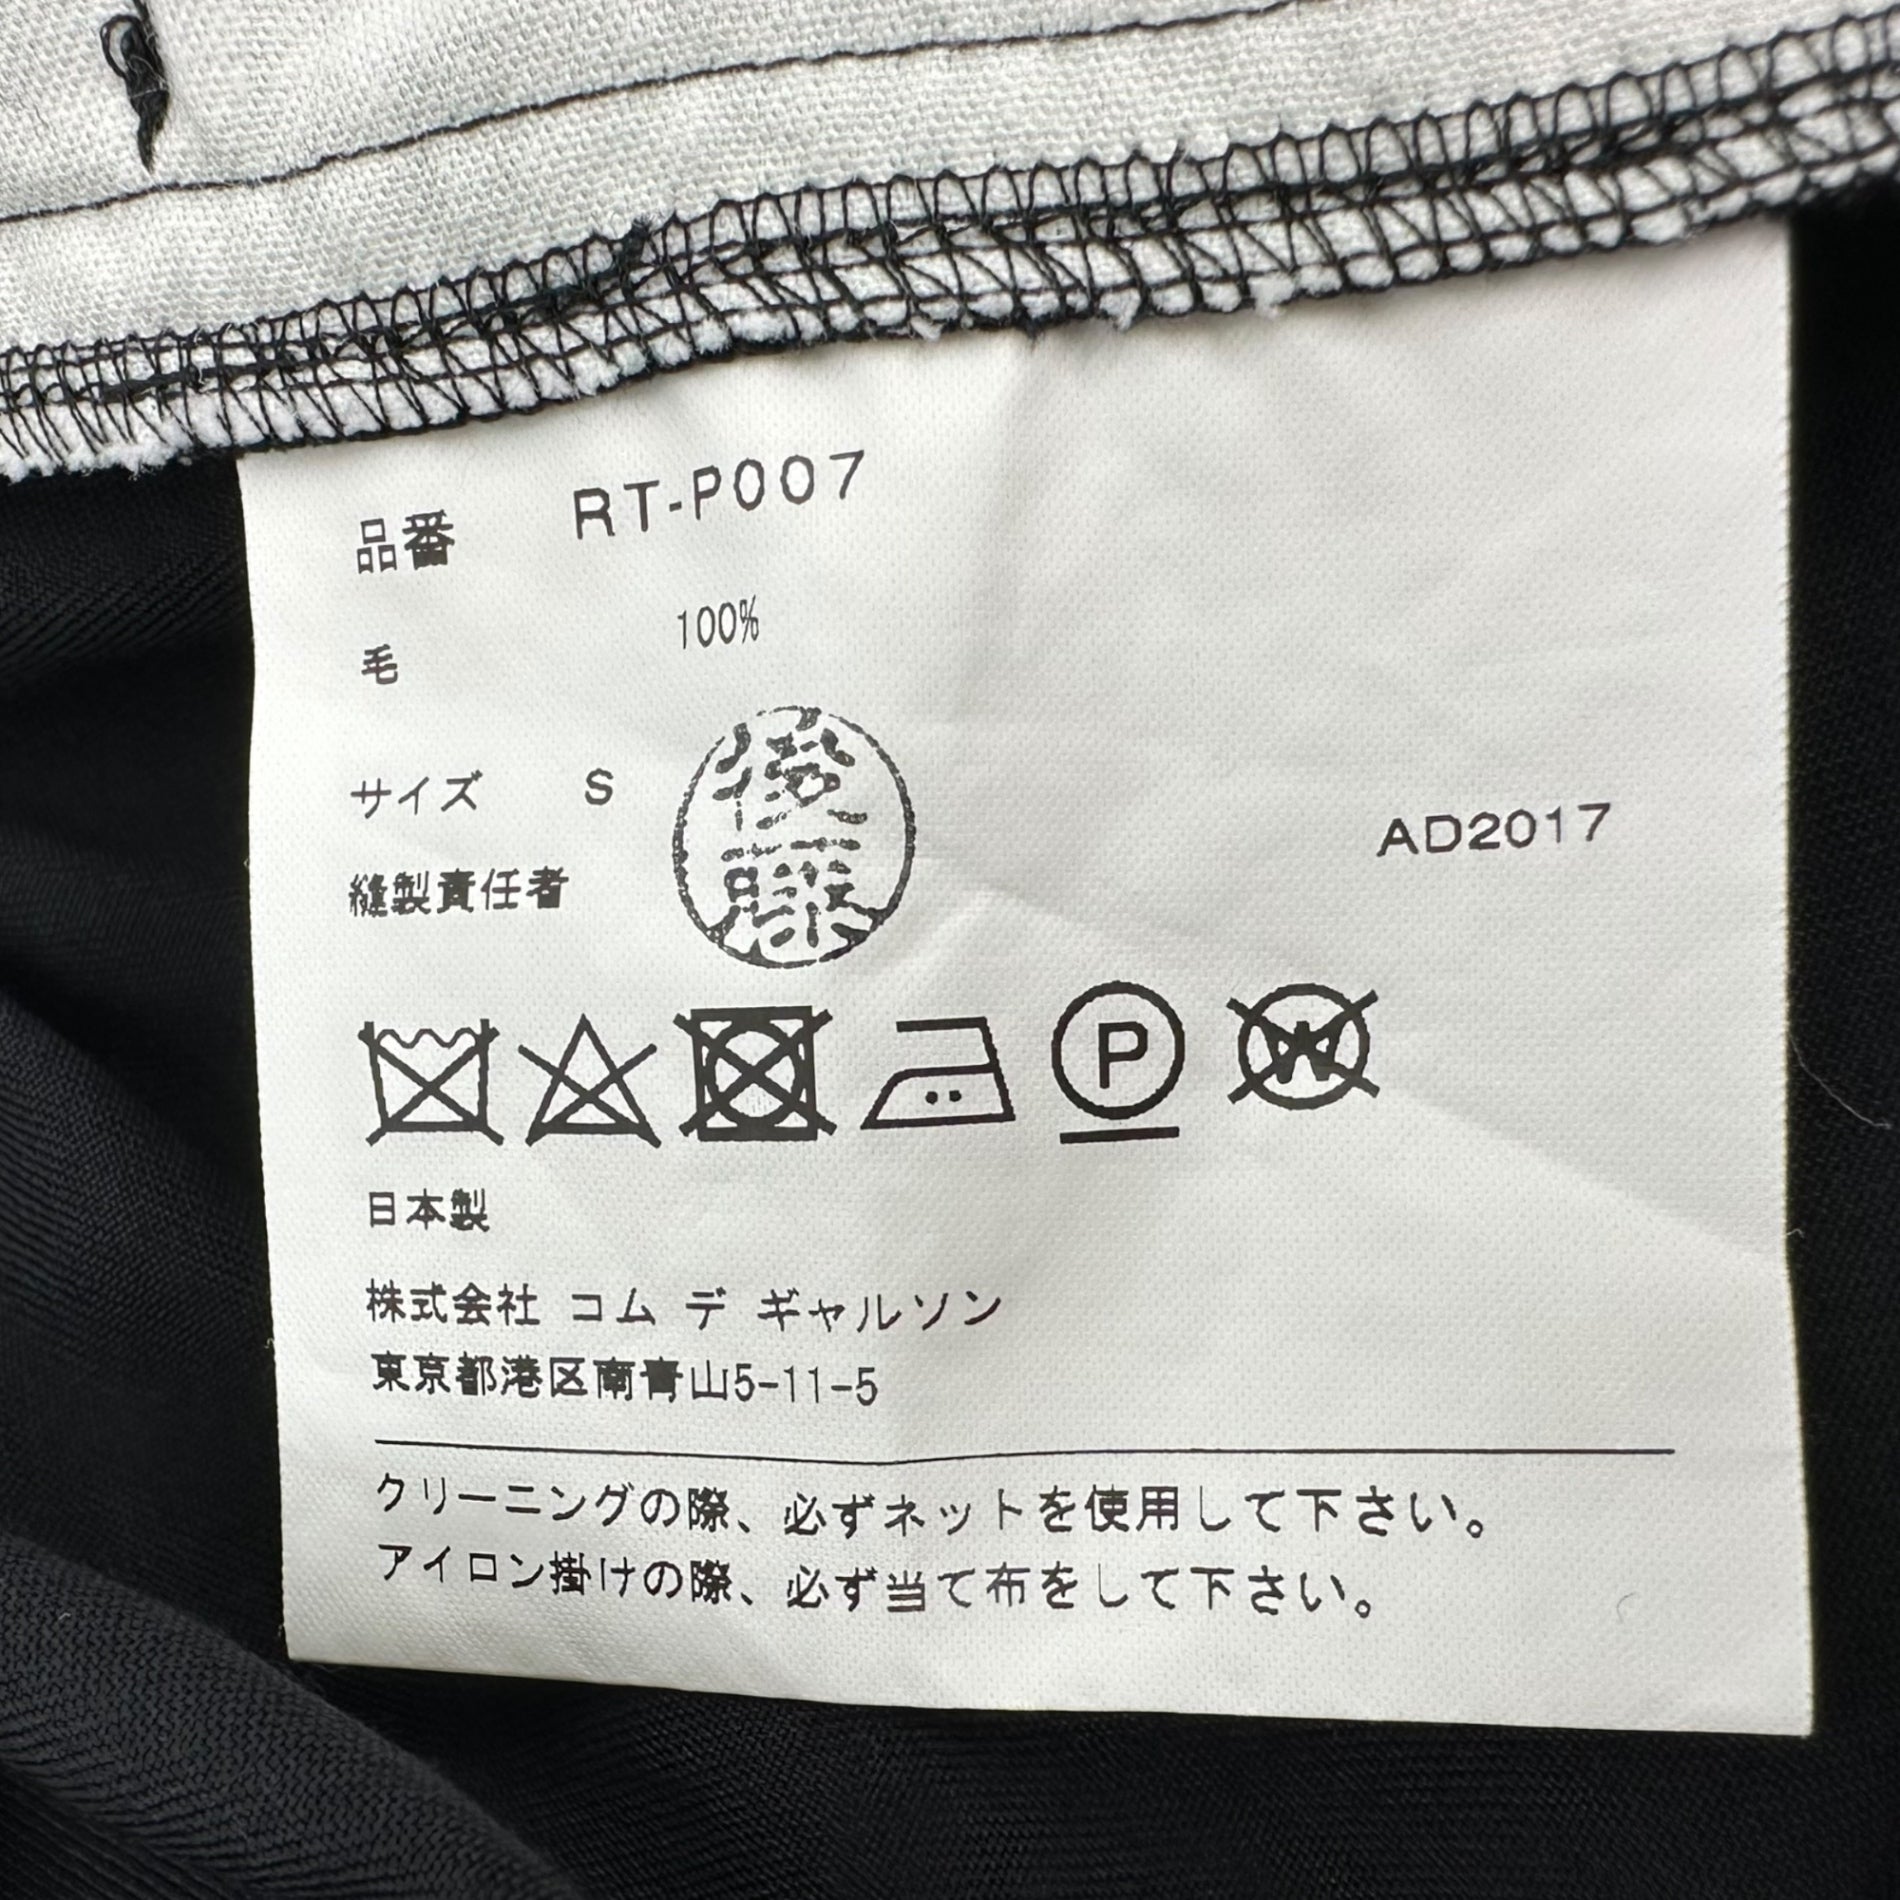 品番 RT-P007
毛 100%
サイズ S
AD2017
縫製責任者 後藤
P W
日本製
株式会社 コム デ ギャルソン
東京都港区南青山5-11-5
クリーニングの際、必ずネットを使用して下さい。
アイロン掛けの際、必ず当て布をして下さい。